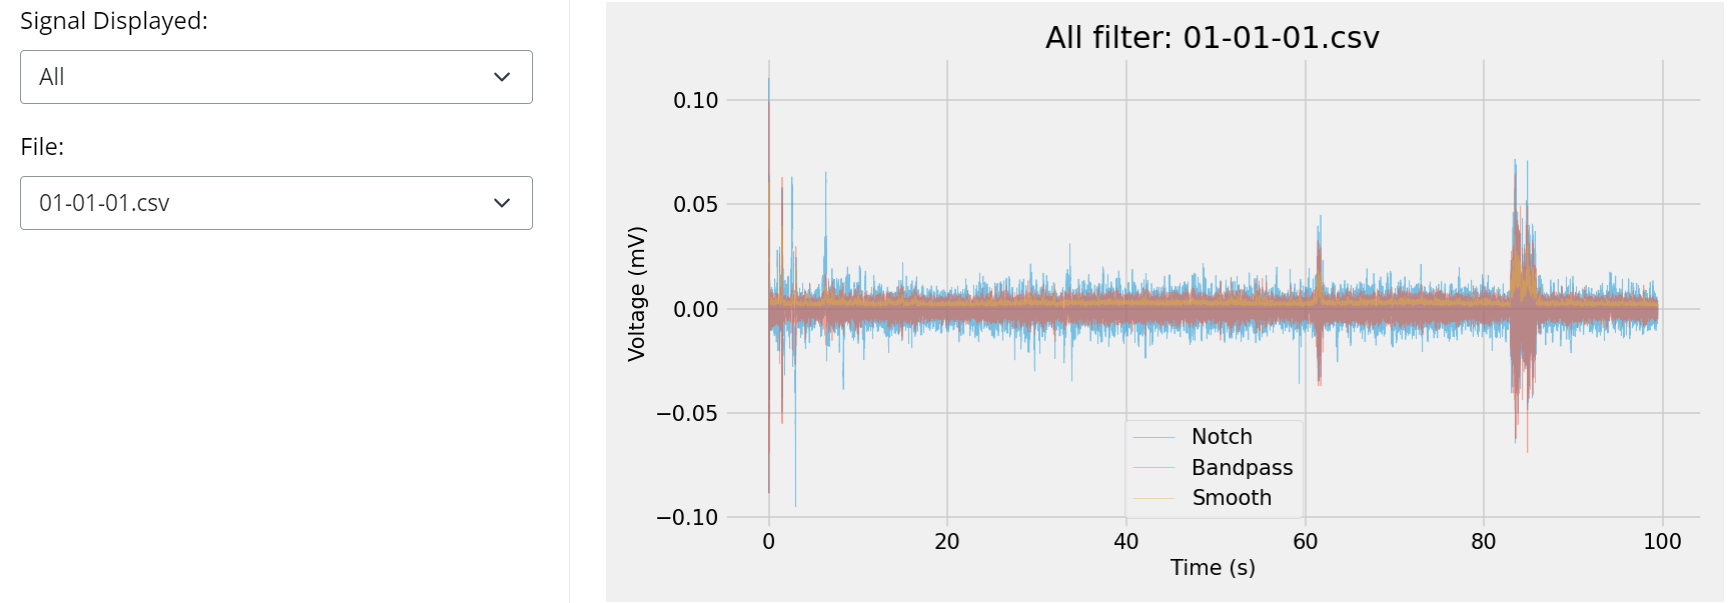 Signal Displayed:
All
File:
01-01-01.csv
All filter: 01-01-01.csv
0.10
0.05
0.00
−0.05
−0.10
Voltage (mV)
Notch
Bandpass
Smooth
0 20 40 60 80 100
Time (s)